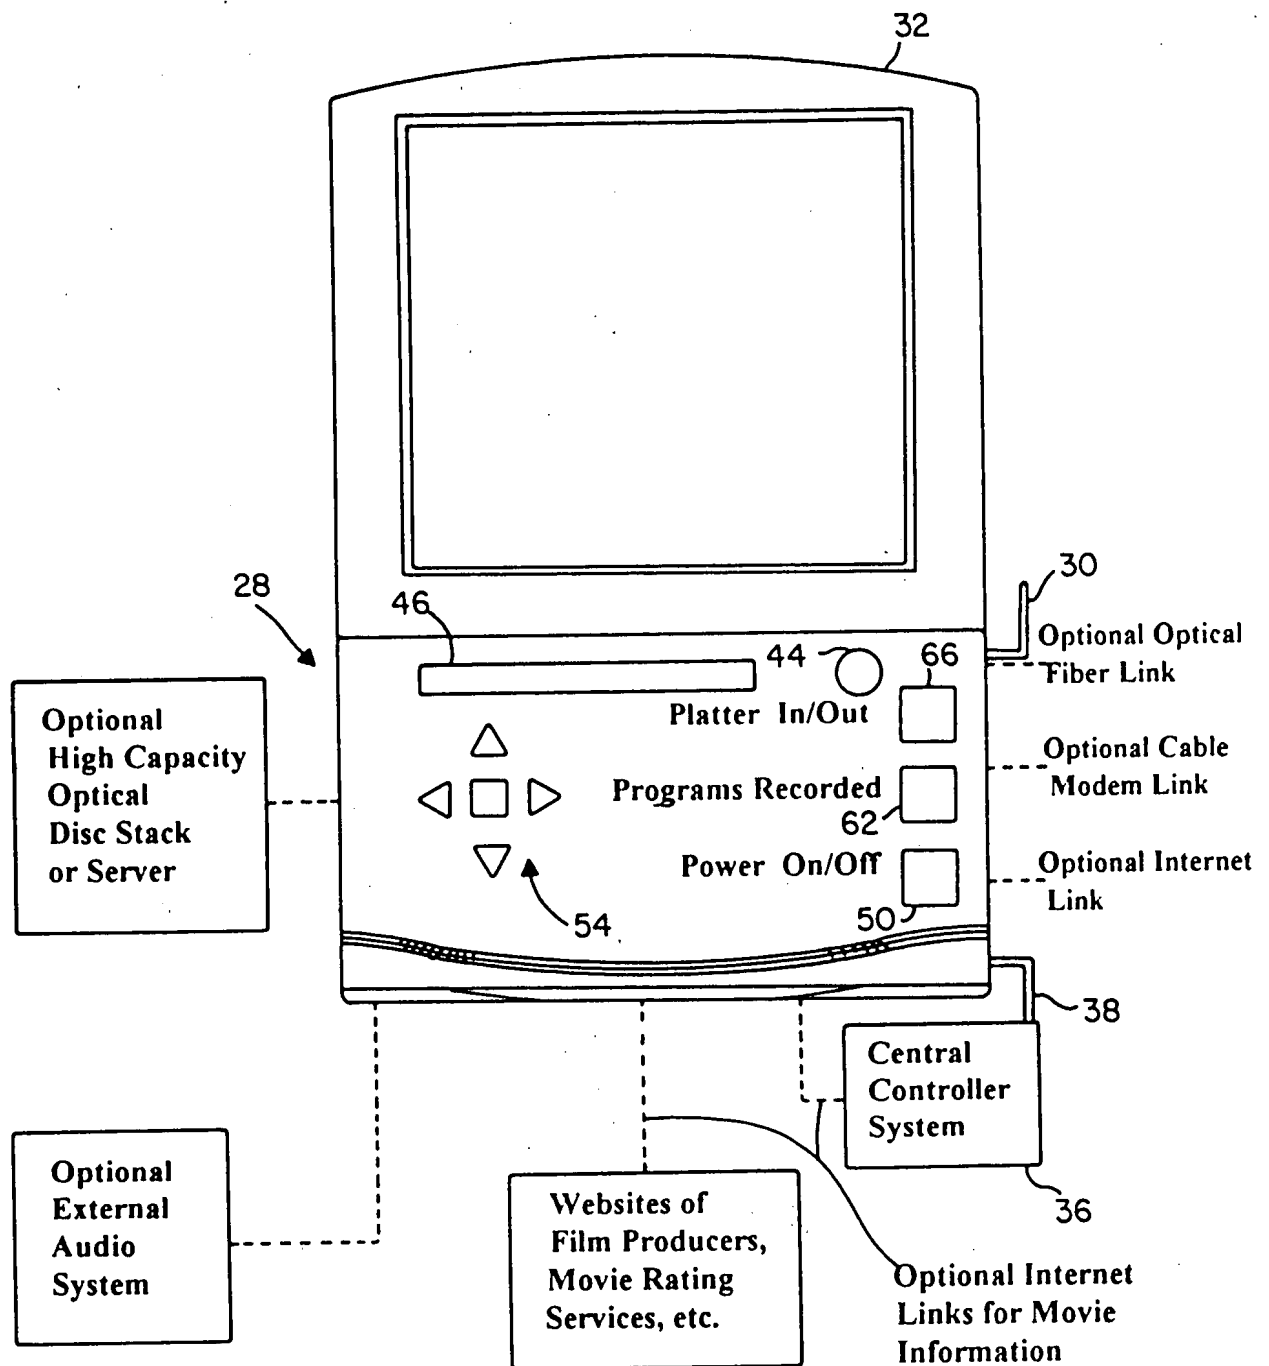 32
30
28
46
Optional Optical
Fiber Link
44
66
Platter In/Out
Optional
High Capacity
Optical
Disc Stack
or Server
Optional Cable
Modem Link
Programs Recorded
62
Power On/Off
Optional Internet
Link
50
54
38
Central
Controller
System
36
Optional
External
Audio
System
Websites of
Film Producers,
Movie Rating
Services, etc.
Optional Internet
Links for Movie
Information